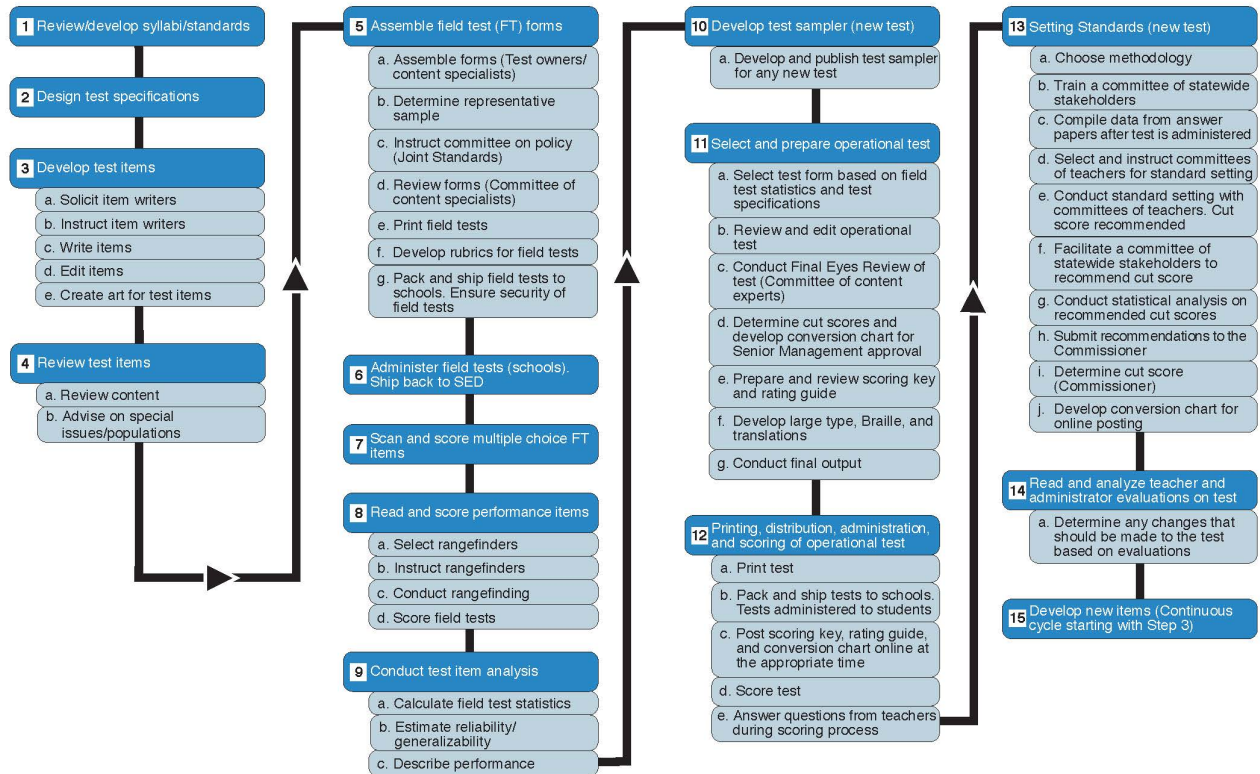 1 Review/develop syllabi/standards
2 Design test specifications
3 Develop test items
a. Solicit item writers
b. Instruct item writers
c. Write items
d. Edit items
e. Create art for test items
4 Review test items
a. Review content
b. Advise on special
issues/populations
5 Assemble field test (FT) forms
a. Assemble forms (Test owners/
content specialists)
b. Determine representative
sample
c. Instruct committee on policy
(Joint Standards)
d. Review forms (Committee of
content specialists)
e. Print field tests
f. Develop rubrics for field tests
g. Pack and ship field tests to
schools. Ensure security of
field tests
6 Administer field tests (schools).
Ship back to SED
7 Scan and score multiple choice FT
items
8 Read and score performance items
a. Select rangefinders
b. Instruct rangefinders
c. Conduct rangefinding
d. Score field tests
9 Conduct test item analysis
a. Calculate field test statistics
b. Estimate reliability/
generalizability
c. Describe performance
10 Develop test sampler (new test)
a. Develop and publish test sampler
for any new test
11 Select and prepare operational test
a. Select test form based on field
test statistics and test
specifications
b. Review and edit operational
test
c. Conduct Final Eyes Review of
test (Committee of content
experts)
d. Determine cut scores and
develop conversion chart for
Senior Management approval
e. Prepare and review scoring key
and rating guide
f. Develop large type, Braille, and
translations
g. Conduct final output
12 Printing, distribution, administration,
and scoring of operational test
a. Print test
b. Pack and ship tests to schools.
Tests administered to students
c. Post scoring key, rating guide,
and conversion chart online at
the appropriate time
d. Score test
e. Answer questions from teachers
during scoring process
13 Setting Standards (new test)
a. Choose methodology
b. Train a committee of statewide
stakeholders
c. Compile data from answer
papers after test is administered
d. Select and instruct committees
of teachers for standard setting
e. Conduct standard setting with
committees of teachers. Cut
score recommended
f. Facilitate a committee of
statewide stakeholders to
recommend cut score
g. Conduct statistical analysis on
recommended cut scores
h. Submit recommendations to the
Commissioner
i. Determine cut score
(Commissioner)
j. Develop conversion chart for
online posting
14 Read and analyze teacher and
administrator evaluations on test
a. Determine any changes that
should be made to the test
based on evaluations
15 Develop new items (Continuous
cycle starting with Step 3)